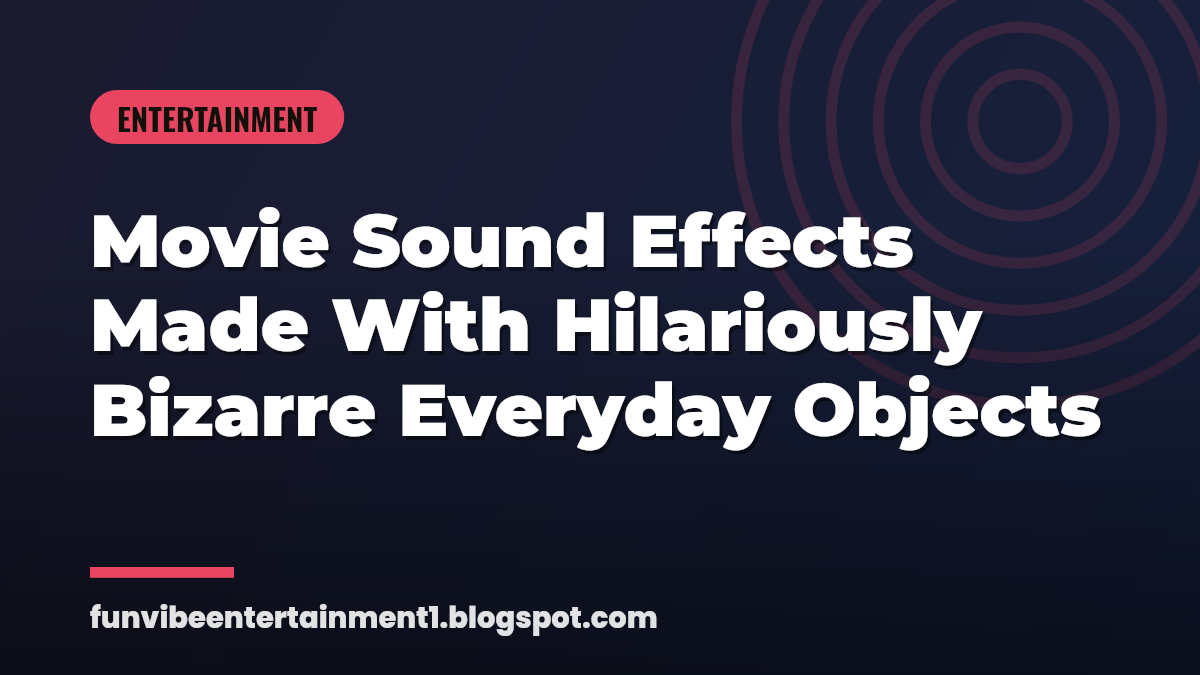 ENTERTAINMENT
Movie Sound Effects
Made With Hilariously
Bizarre Everyday Objects
funvibeentertainment1.blogspot.com